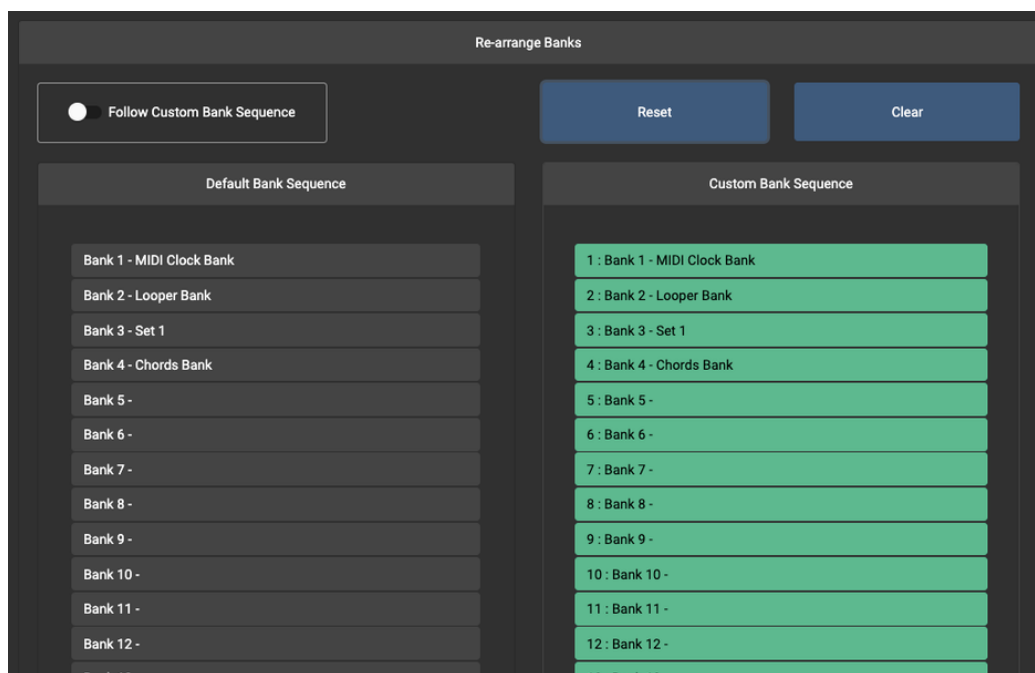 Re-arrange Banks
Follow Custom Bank Sequence
Reset
Clear
Default Bank Sequence
Bank 1 - MIDI Clock Bank
Bank 2 - Looper Bank
Bank 3 - Set 1
Bank 4 - Chords Bank
Bank 5 -
Bank 6 -
Bank 7 -
Bank 8 -
Bank 9 -
Bank 10 -
Bank 11 -
Bank 12 -
Custom Bank Sequence
1 : Bank 1 - MIDI Clock Bank
2 : Bank 2 - Looper Bank
3 : Bank 3 - Set 1
4 : Bank 4 - Chords Bank
5 : Bank 5 -
6 : Bank 6 -
7 : Bank 7 -
8 : Bank 8 -
9 : Bank 9 -
10 : Bank 10 -
11 : Bank 11 -
12 : Bank 12 -